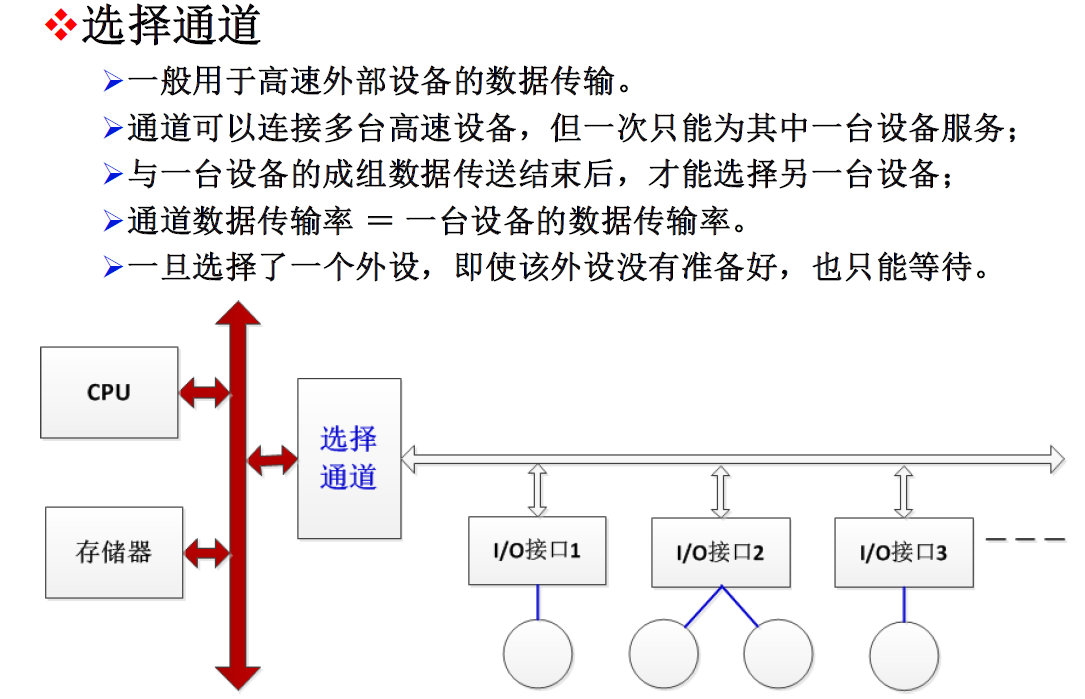 ❖选择通道
➢一般用于高速外部设备的数据传输。
➢通道可以连接多台高速设备，但一次只能为其中一台设备服务；
➢与一台设备的成组数据传送结束后，才能选择另一台设备；
➢通道数据传输率 ＝ 一台设备的数据传输率。
➢一旦选择了一个外设，即使该外设没有准备好，也只能等待。
CPU
选择
通道
存储器
I/O接口1
I/O接口2
I/O接口3